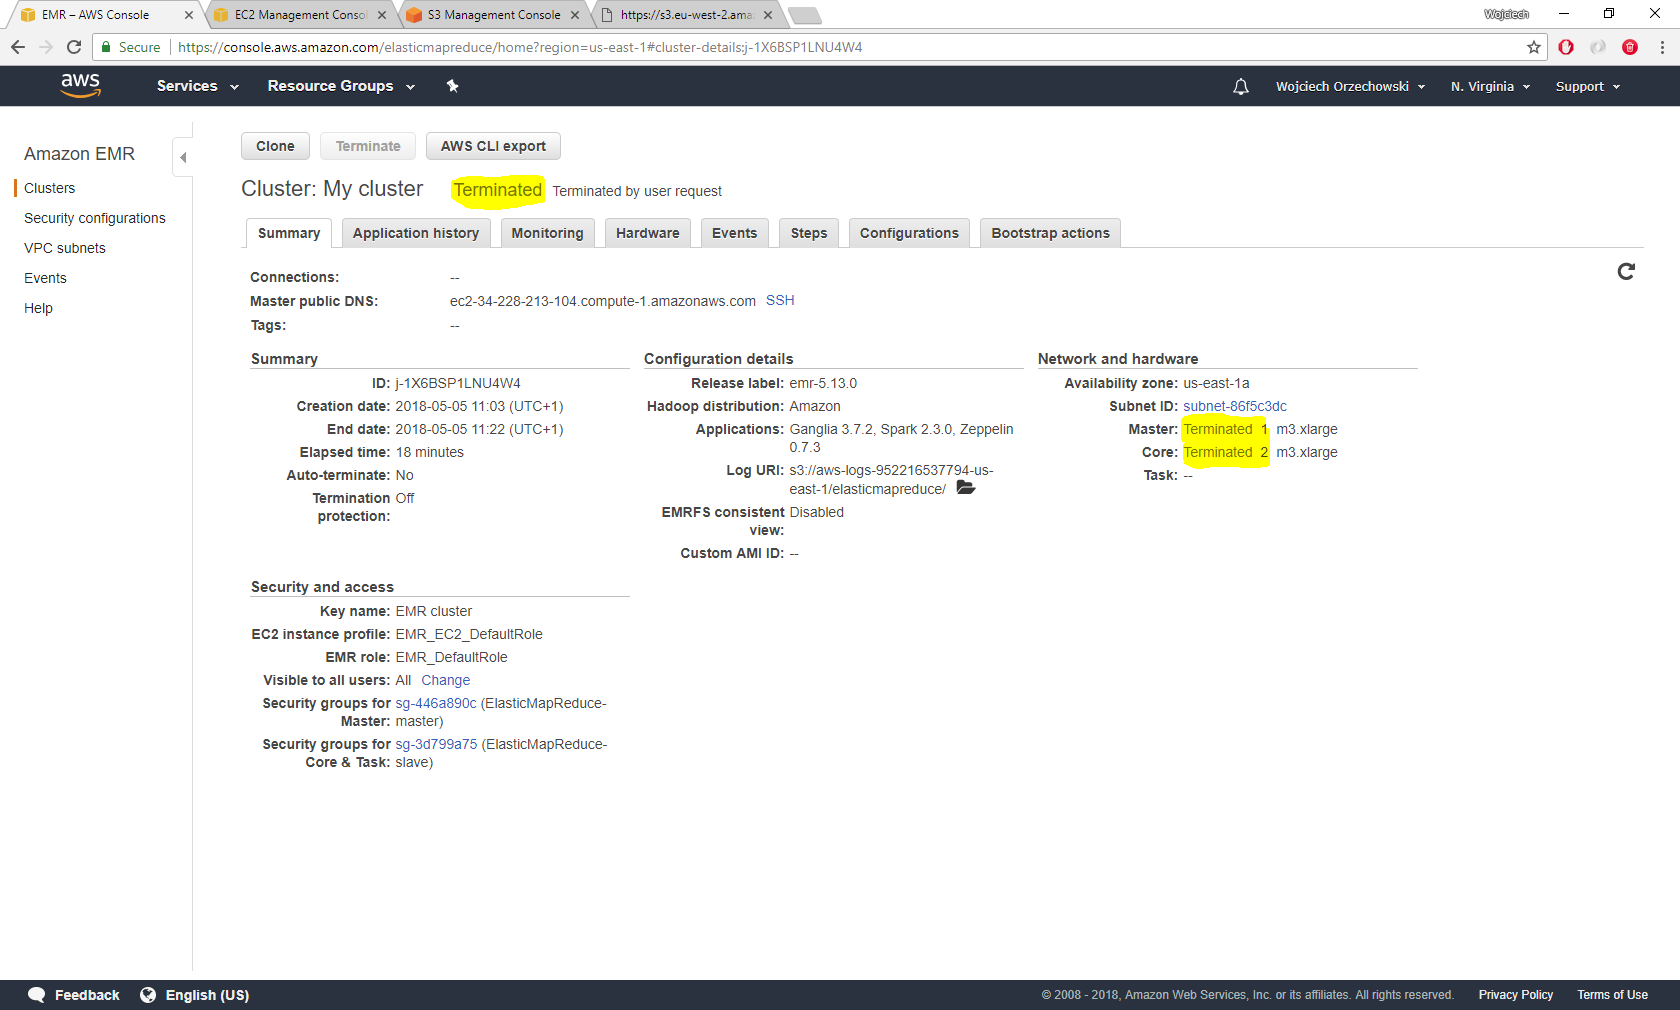 EMR – AWS Console
EC2 Management Consol
S3 Management Console
https://s3.eu-west-2.amaz
Wojciech
Secure
https://console.aws.amazon.com/elasticmapreduce/home?region=us-east-1#cluster-details:j-1X6BSP1LNU4W4
aws
Services
Resource Groups
Wojciech Orzechowski
N. Virginia
Support
Amazon EMR
Clusters
Security configurations
VPC subnets
Events
Help
Clone
Terminate
AWS CLI export
Cluster: My cluster
Terminated
Terminated by user request
Summary
Application history
Monitoring
Hardware
Events
Steps
Configurations
Bootstrap actions
Connections: --
Master public DNS: ec2-34-228-213-104.compute-1.amazonaws.com SSH
Tags: --
Summary
ID: j-1X6BSP1LNU4W4
Creation date: 2018-05-05 11:03 (UTC+1)
End date: 2018-05-05 11:22 (UTC+1)
Elapsed time: 18 minutes
Auto-terminate: No
Termination Off
protection:
Configuration details
Release label: emr-5.13.0
Hadoop distribution: Amazon
Applications: Ganglia 3.7.2, Spark 2.3.0, Zeppelin
0.7.3
Log URI: s3://aws-logs-952216537794-us-
east-1/elasticmapreduce/
EMRFS consistent Disabled
view:
Custom AMI ID: --
Network and hardware
Availability zone: us-east-1a
Subnet ID: subnet-86f5c3dc
Master: Terminated 1 m3.xlarge
Core: Terminated 2 m3.xlarge
Task: --
Security and access
Key name: EMR cluster
EC2 instance profile: EMR_EC2_DefaultRole
EMR role: EMR_DefaultRole
Visible to all users: All Change
Security groups for sg-446a890c (ElasticMapReduce-
Master: master)
Security groups for sg-3d799a75 (ElasticMapReduce-
Core & Task: slave)
Feedback
English (US)
© 2008 - 2018, Amazon Web Services, Inc. or its affiliates. All rights reserved.
Privacy Policy
Terms of Use